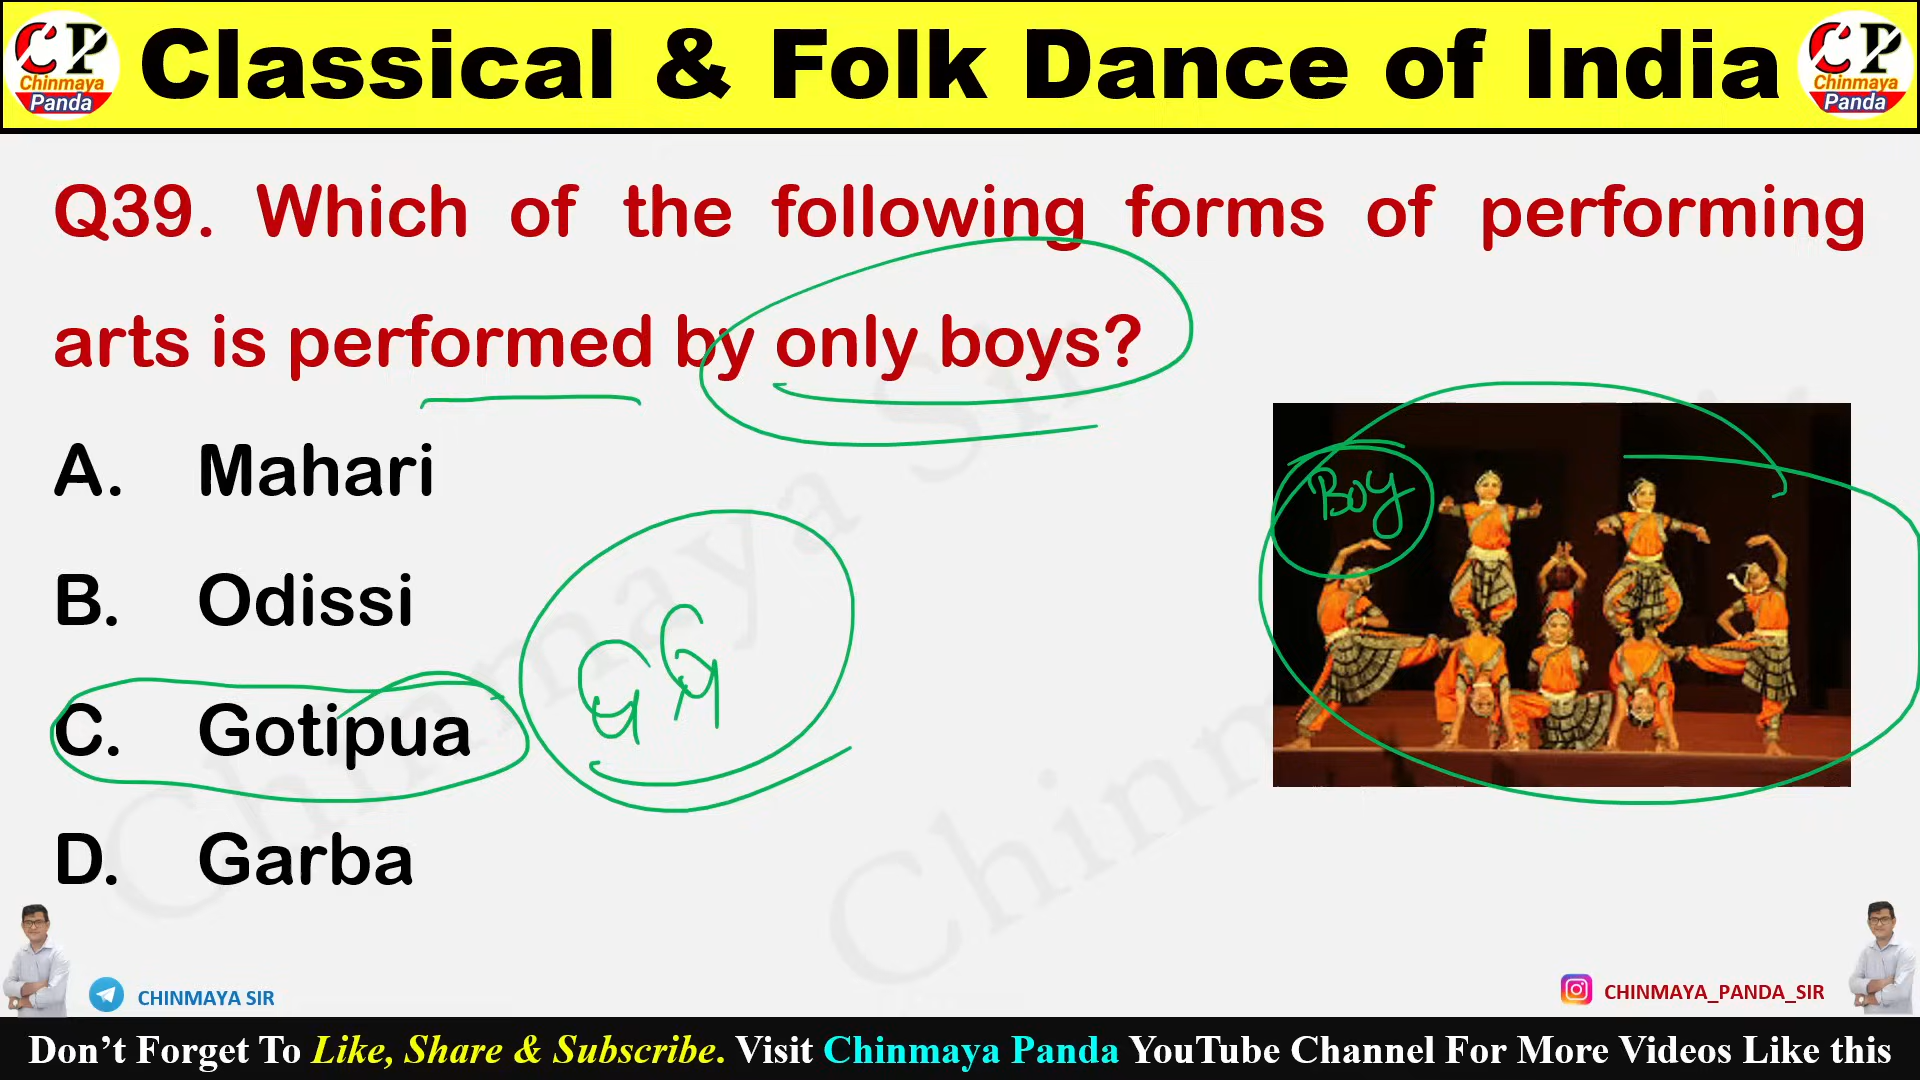 CP Classical & Folk Dance of India CP
Chinmaya Panda
Chinmaya Panda
Q39. Which of the following forms of performing
arts is performed by only boys?
A. Mahari
Boy
B. Odissi
C. Gotipua
D. Garba
Chinmaya Sir
CHINMAYA SIR
CHINMAYA_PANDA_SIR
Don't Forget To Like, Share & Subscribe. Visit Chinmaya Panda YouTube Channel For More Videos Like this